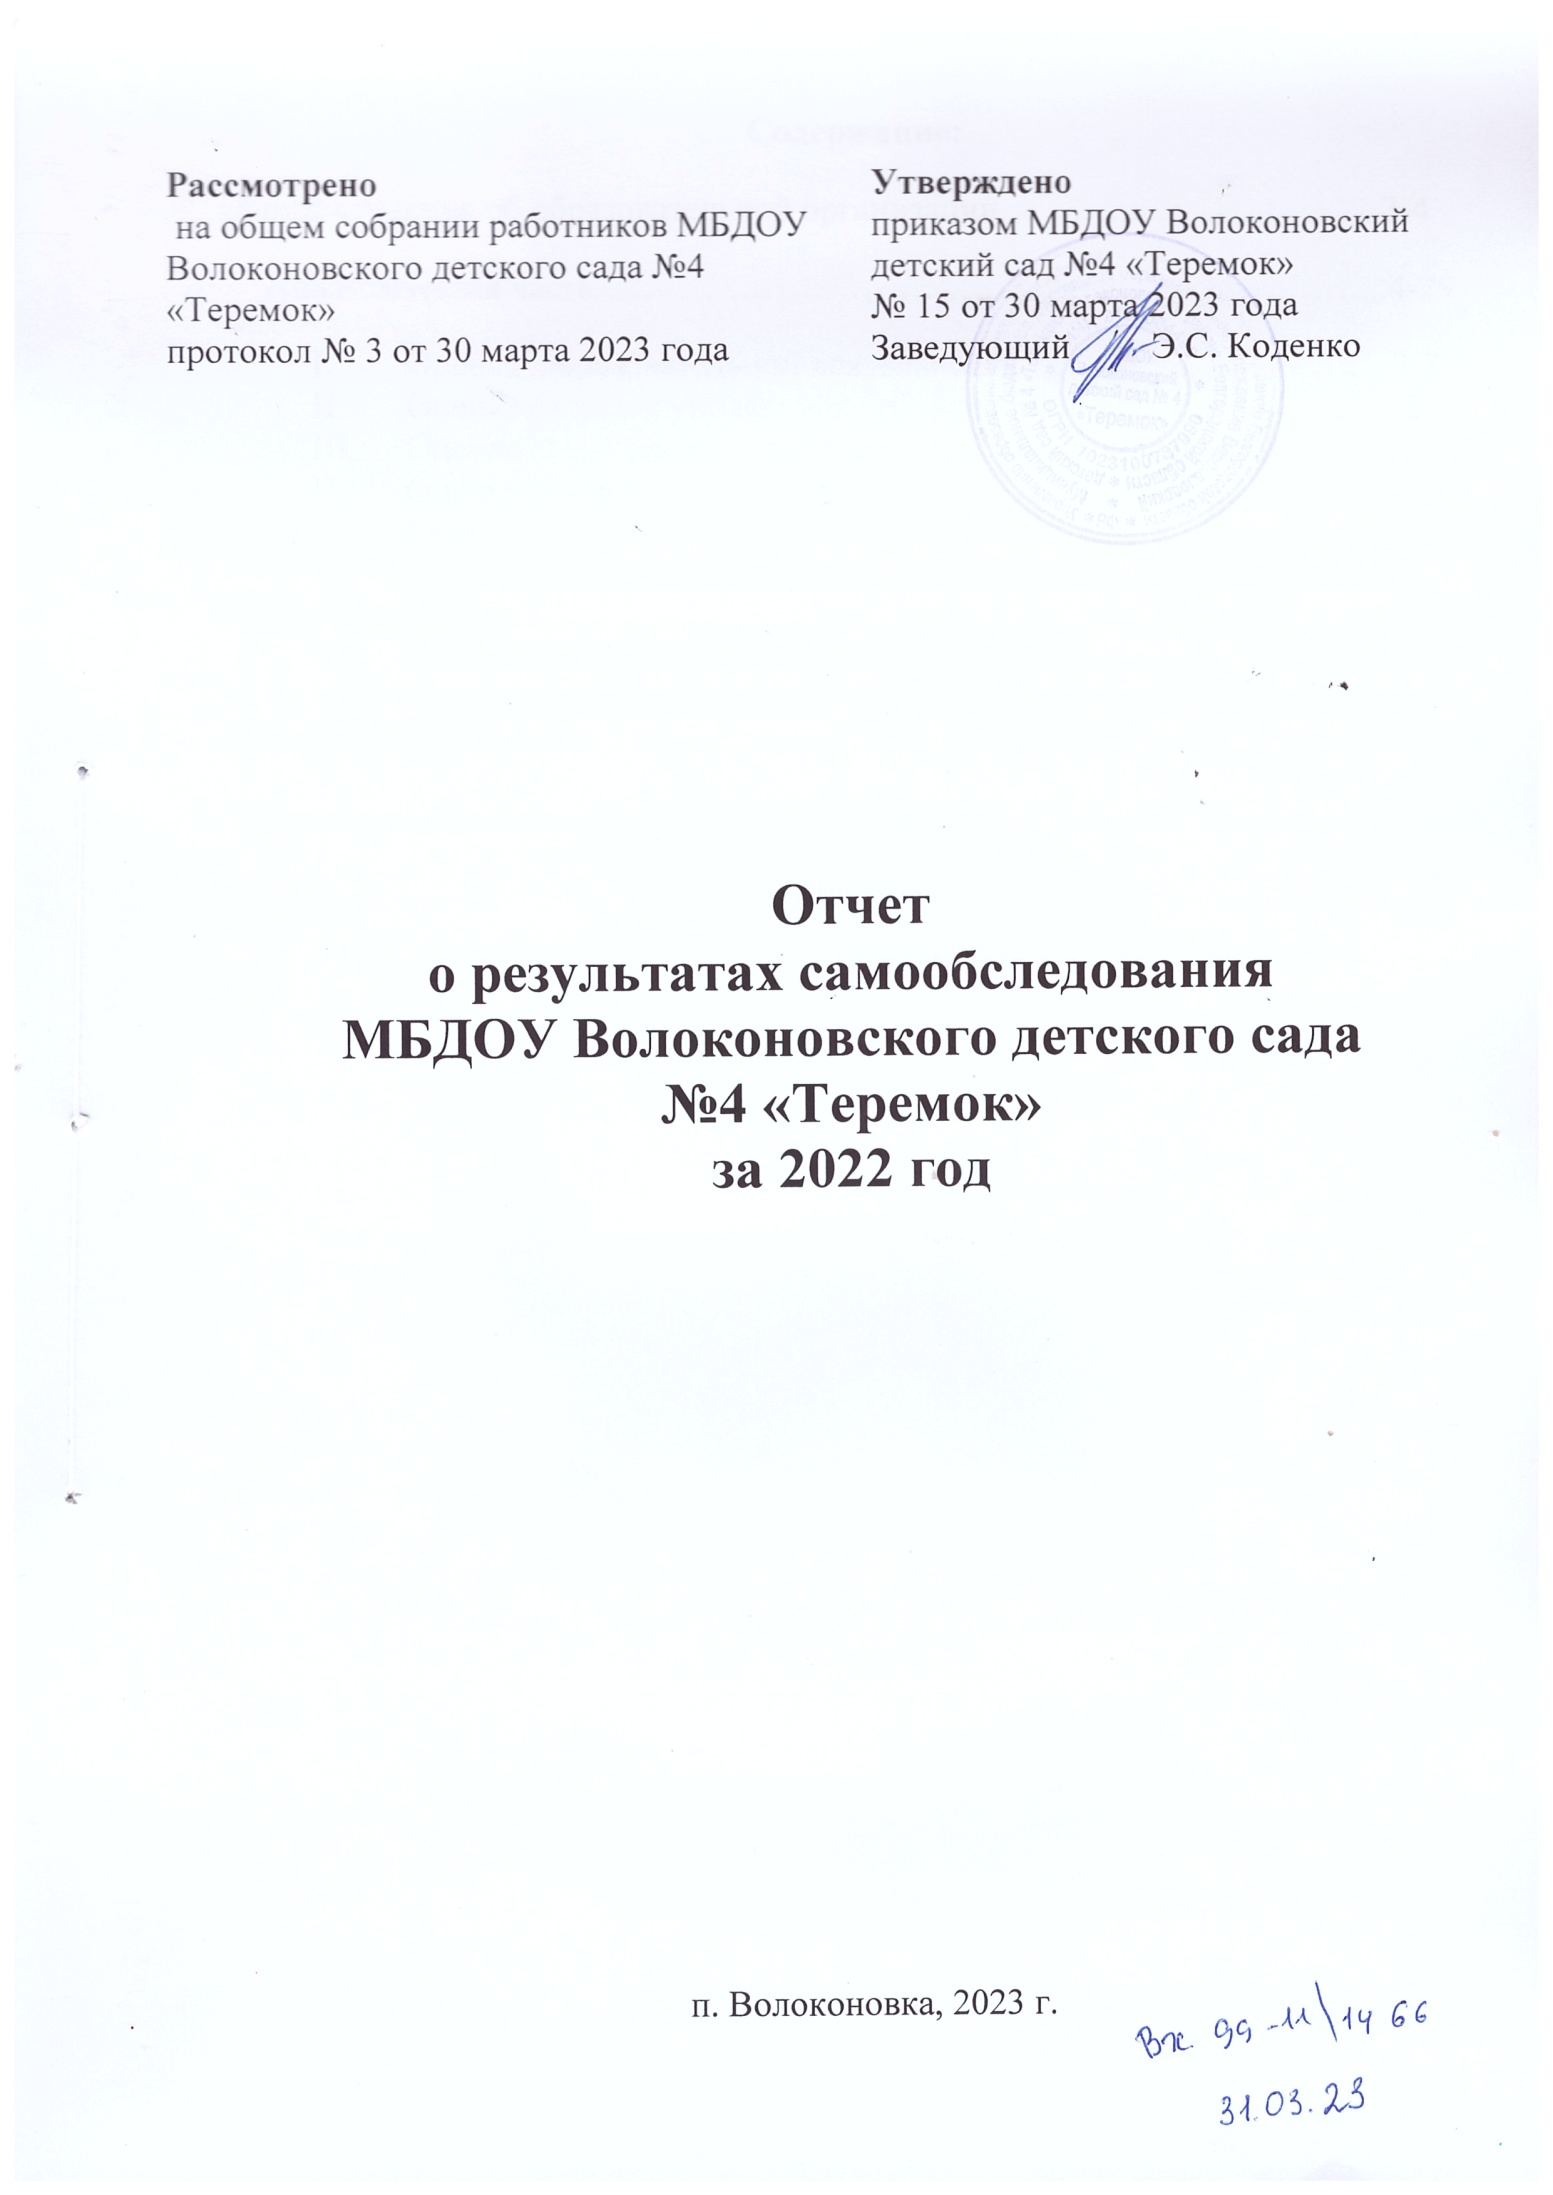 Рассмотрено
на общем собрании работников МБДОУ
Волоконовского детского сада №4
«Теремок»
протокол № 3 от 30 марта 2023 года
Утверждено
приказом МБДОУ Волоконовский
детский сад №4 «Теремок»
№ 15 от 30 марта 2023 года
Заведующий Э.С. Коденко
«Теремок»
Отчет
о результатах самообследования
МБДОУ Волоконовского детского сада
№4 «Теремок»
за 2022 год
п. Волоконовка, 2023 г.
Вх. 99-11\1466
31.03.23